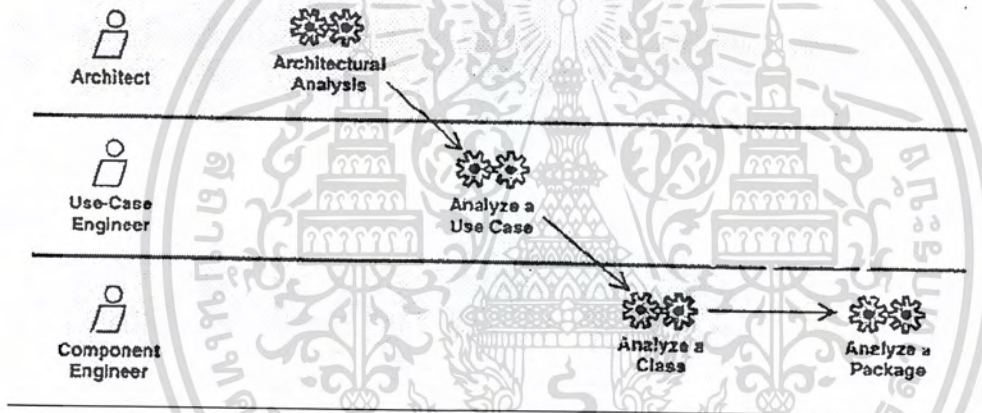 Architect
Architectural
Analysis
Use-Case
Engineer
Analyze a
Use Case
Component
Engineer
Analyze a
Class
Analyze a
Package